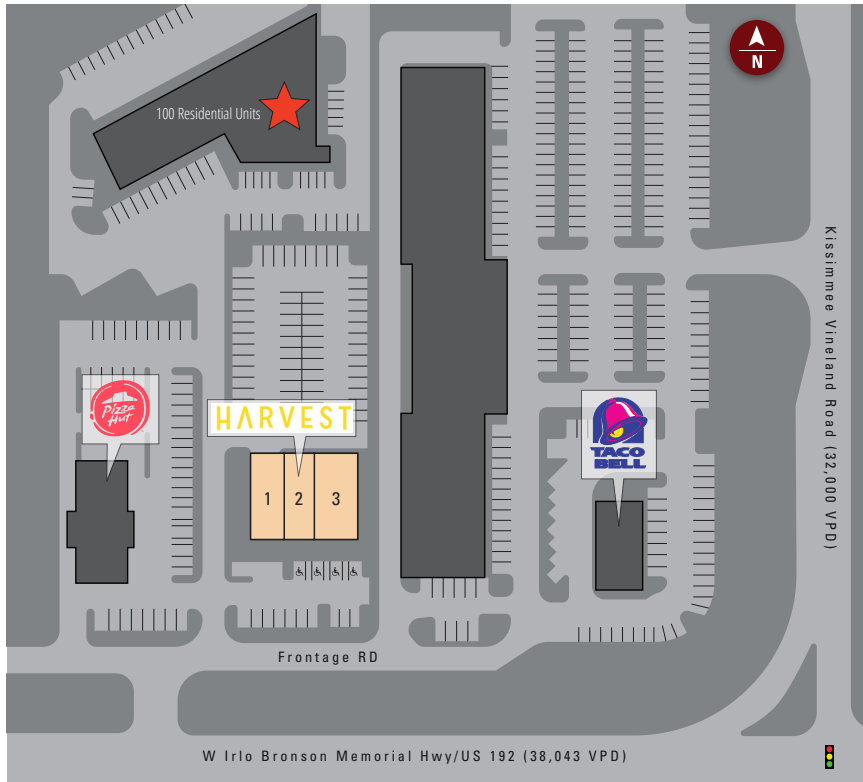 N
100 Residential Units
Kissimmee Vineland Road (32,000 VPD)
Pizza
Hut
HARVEST
TACO
BELL
1 2 3
Frontage RD
W Irlo Bronson Memorial Hwy/US 192 (38,043 VPD)